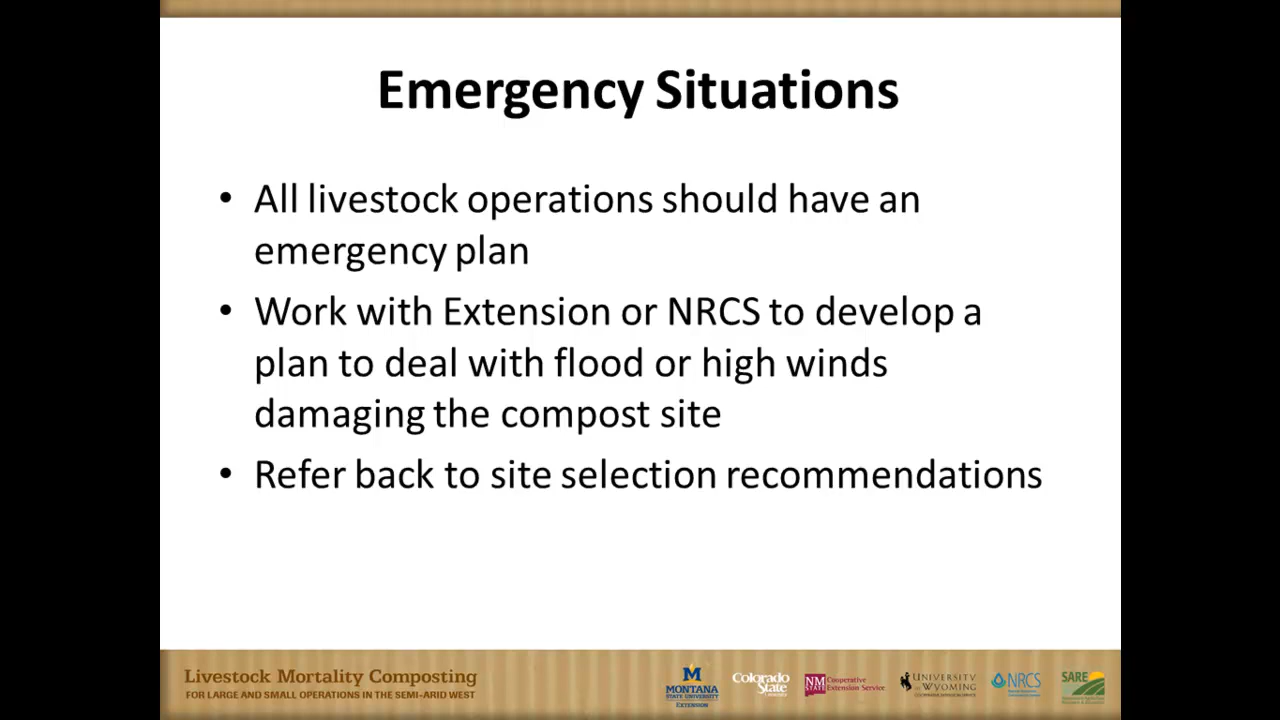 Emergency Situations
• All livestock operations should have an
emergency plan
• Work with Extension or NRCS to develop a
plan to deal with flood or high winds
damaging the compost site
• Refer back to site selection recommendations
Livestock Mortality Composting
FOR LARGE AND SMALL OPERATIONS IN THE SEMI-ARID WEST
M
MONTANA
STATE UNIVERSITY
EXTENSION
Colorado
State
NM
STATE
Cooperative
Extension Service
UNIVERSITY
OF WYOMING
NRCS
SARE